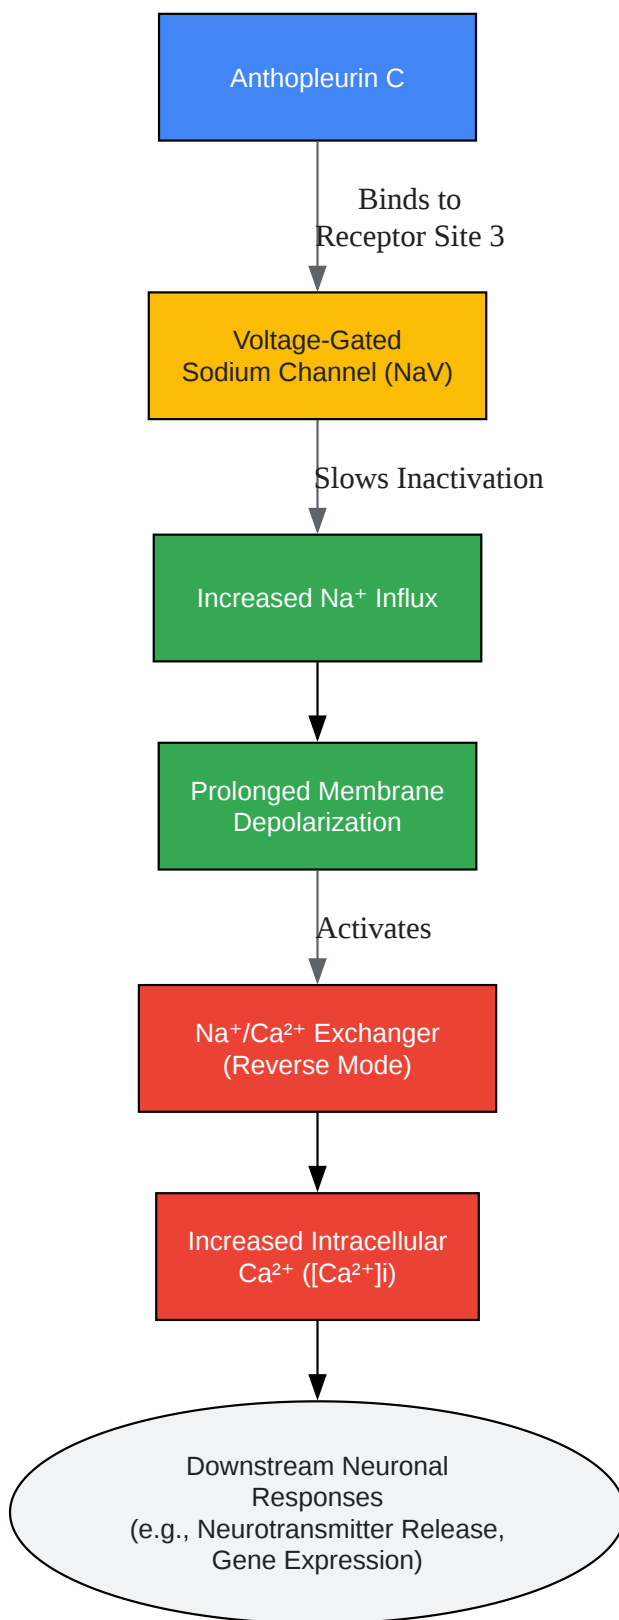 Anthopleurin C
Binds to
Receptor Site 3
Voltage-Gated
Sodium Channel (NaV)
Slows Inactivation
Increased Na⁺ Influx
Prolonged Membrane
Depolarization
Activates
Na⁺/Ca²⁺ Exchanger
(Reverse Mode)
Increased Intracellular
Ca²⁺ ([Ca²⁺]i)
Downstream Neuronal
Responses
(e.g., Neurotransmitter Release,
Gene Expression)